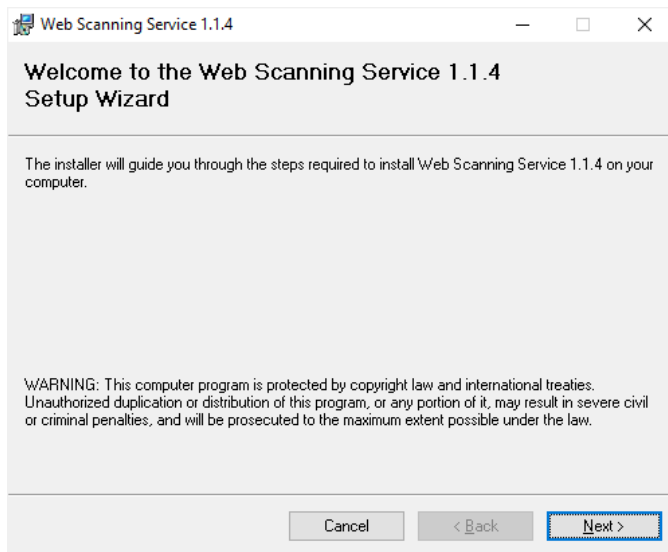 Web Scanning Service 1.1.4
Welcome to the Web Scanning Service 1.1.4
Setup Wizard
The installer will guide you through the steps required to install Web Scanning Service 1.1.4 on your
computer.
WARNING: This computer program is protected by copyright law and international treaties.
Unauthorized duplication or distribution of this program, or any portion of it, may result in severe civil
or criminal penalties, and will be prosecuted to the maximum extent possible under the law.
Cancel < Back Next >